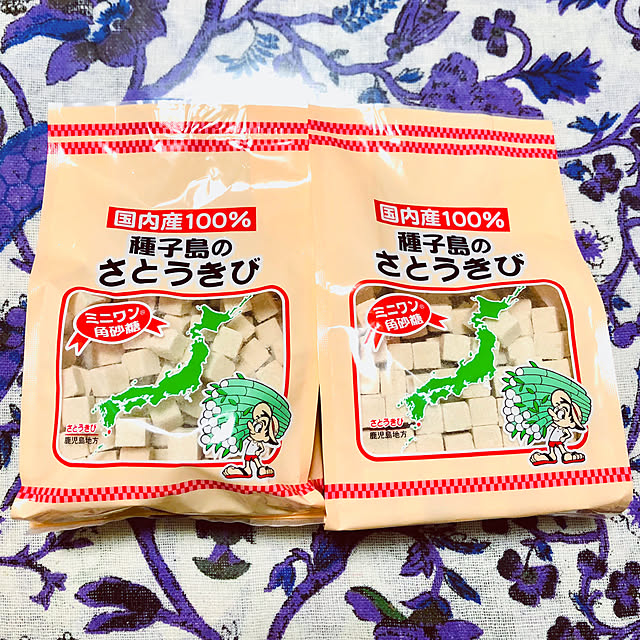 国内産100%
種子島の
さとうきび
ミニワン®
角砂糖
さとうきび
鹿児島地方
国内産100%
種子島の
さとうきび
ミニワン®
角砂糖
さとうきび
鹿児島地方